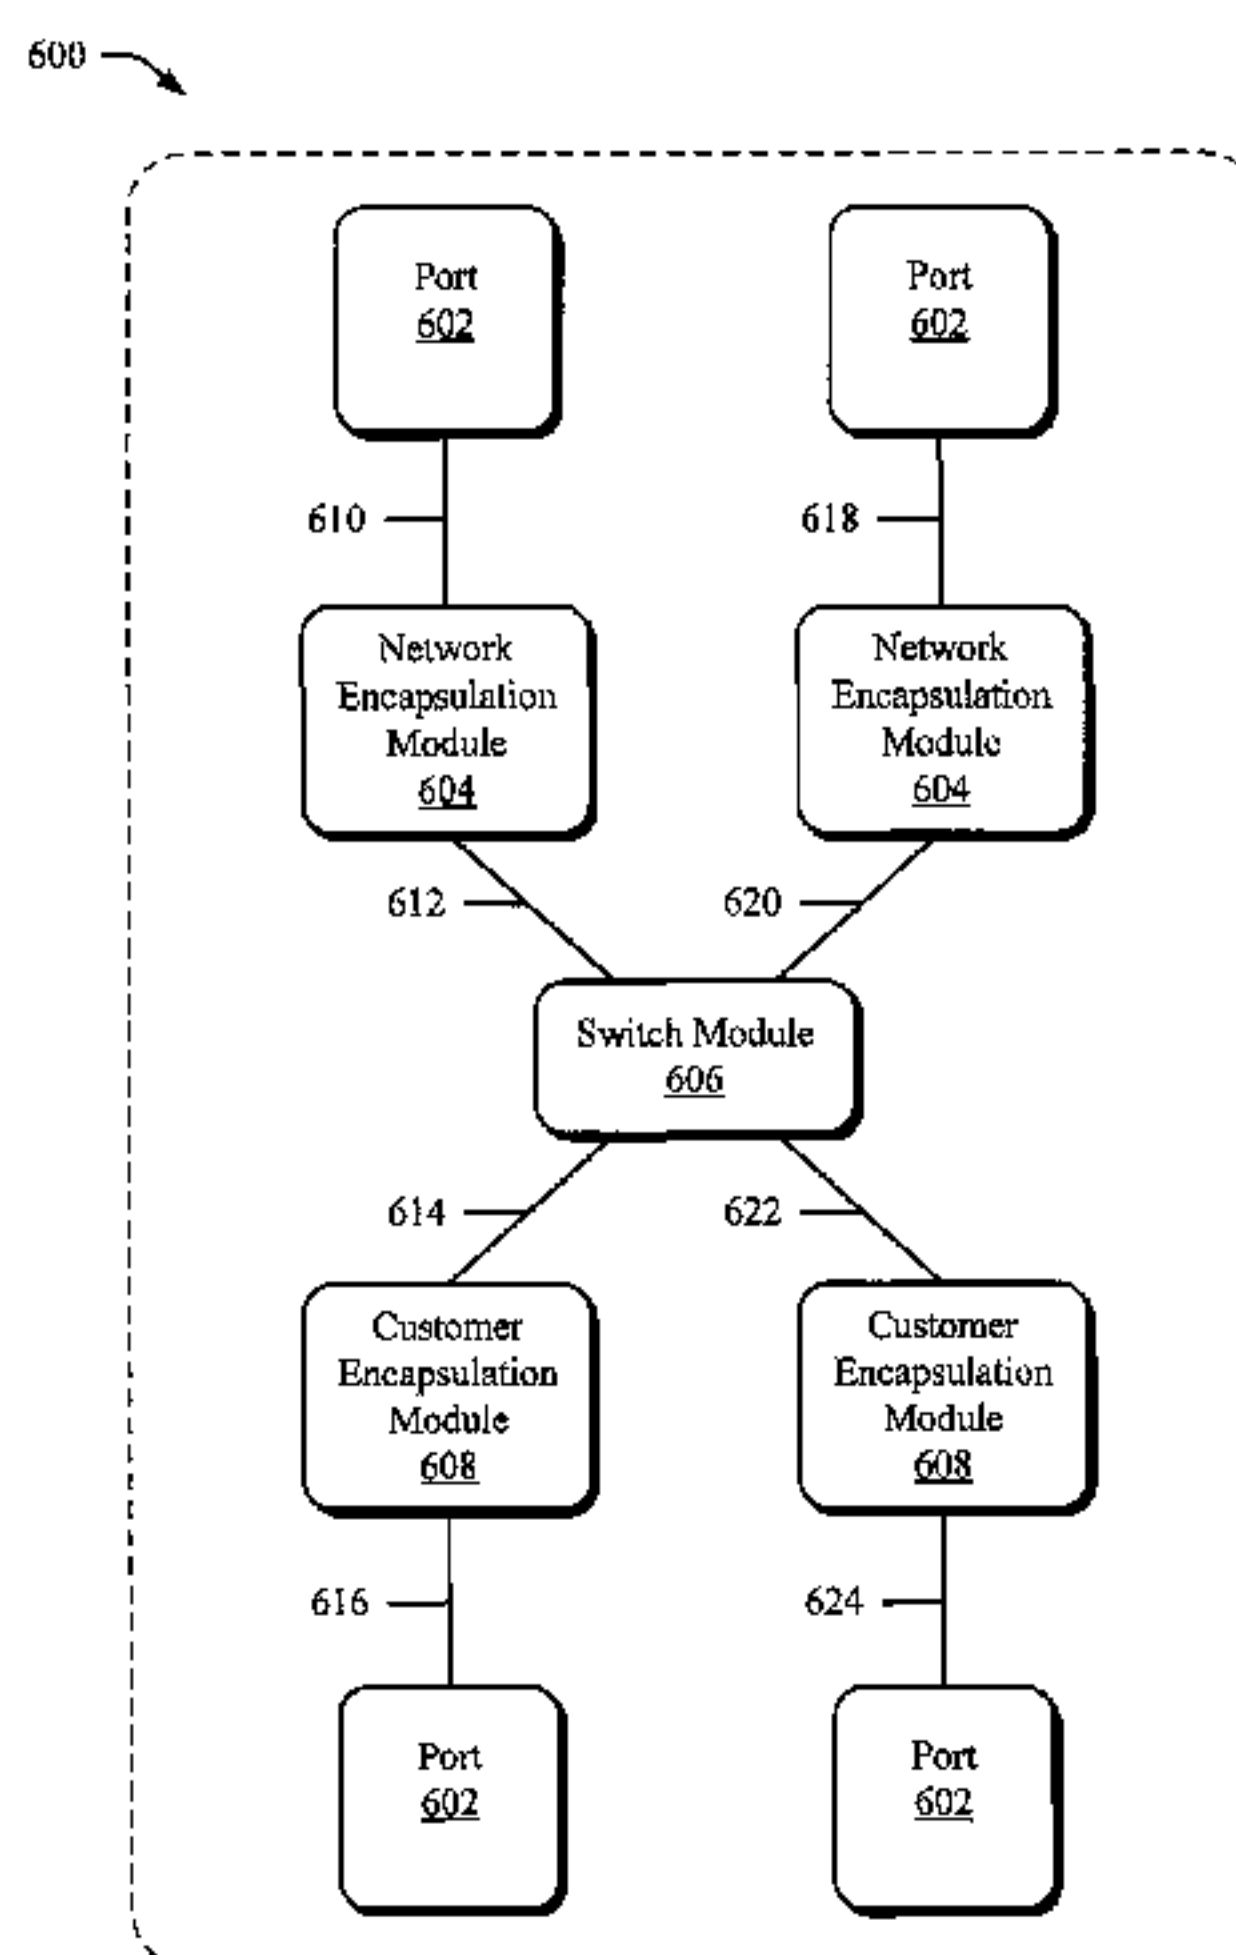 600
Port
602
Port
602
610
618
Network
Encapsulation
Module
604
Network
Encapsulation
Module
604
612
620
Switch Module
606
614
622
Customer
Encapsulation
Module
608
Customer
Encapsulation
Module
608
616
624
Port
602
Port
602